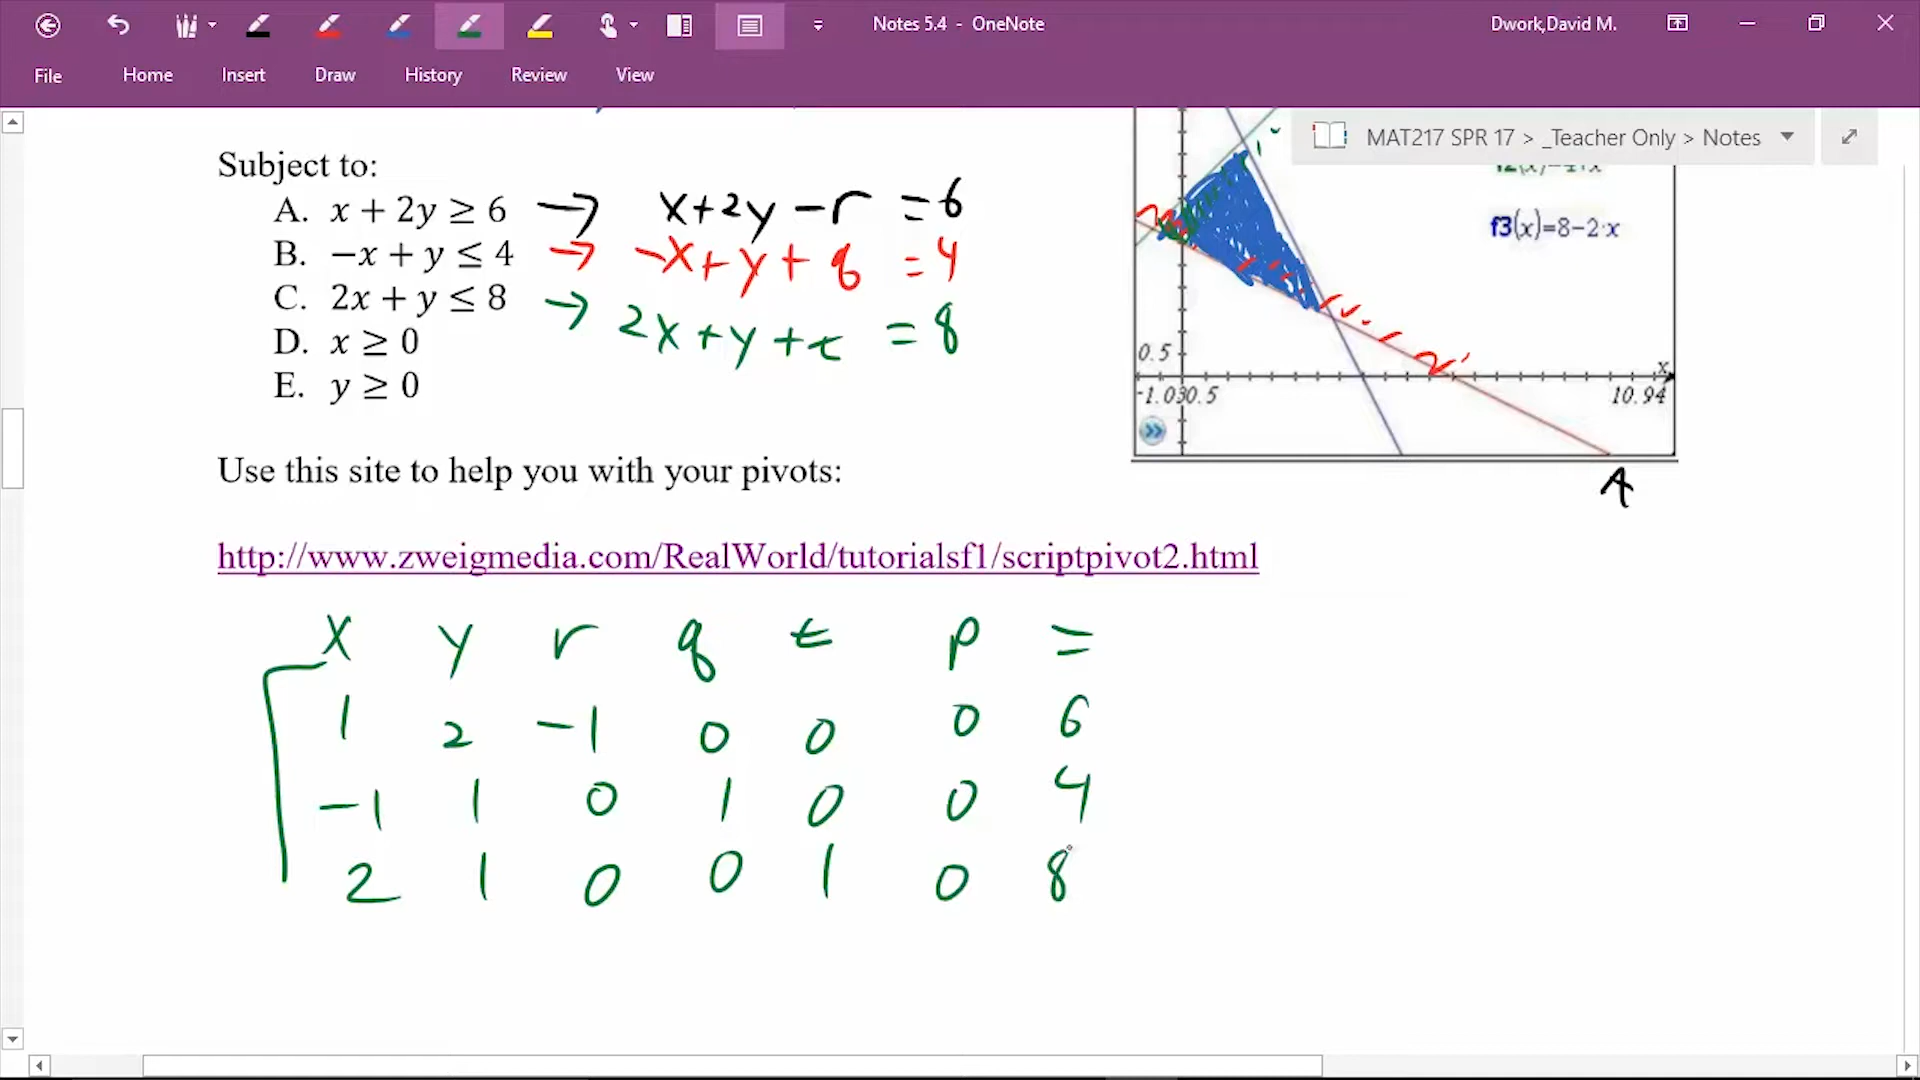 Notes 5.4 - OneNote
Dwork,David M.
File Home Insert Draw History Review View
MAT217 SPR 17 > _Teacher Only > Notes
Subject to:
A. x + 2y ≥ 6 → x+2y -r = 6
B. −x + y ≤ 4 → -x+y+q = 4
C. 2x + y ≤ 8 → 2x+y+t = 8
D. x ≥ 0
E. y ≥ 0
f3(x)=8-2·x
0.5
x
-1.03 0.5 10.94
A
Use this site to help you with your pivots:
http://www.zweigmedia.com/RealWorld/tutorialsf1/scriptpivot2.html
x y r q t p =
1 2 -1 0 0 0 6
-1 1 0 1 0 0 4
2 1 0 0 1 0 8